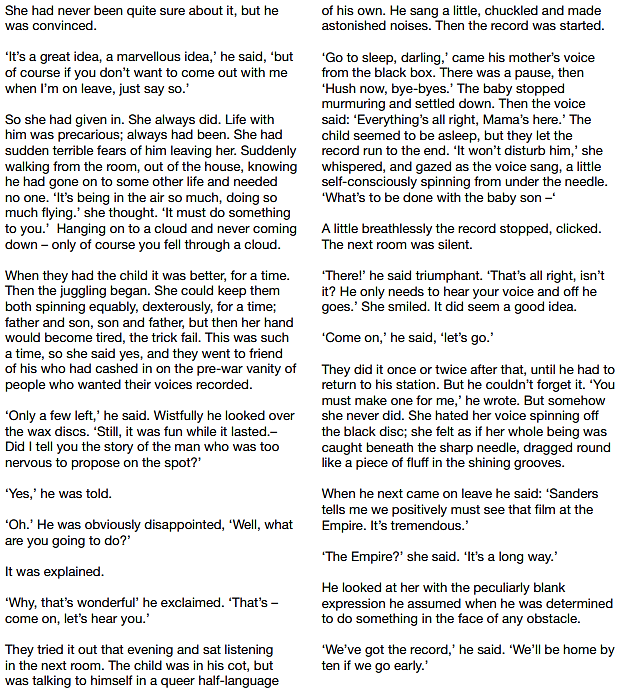 She had never been quite sure about it, but he
was convinced.
‘It’s a great idea, a marvellous idea,’ he said, ‘but
of course if you don’t want to come out with me
when I’m on leave, just say so.’
So she had given in. She always did. Life with
him was precarious; always had been. She had
sudden terrible fears of him leaving her. Suddenly
walking from the room, out of the house, knowing
he had gone on to some other life and needed
no one. ‘It’s being in the air so much, doing so
much flying.’ she thought. ‘It must do something
to you.’  Hanging on to a cloud and never coming
down – only of course you fell through a cloud.
When they had the child it was better, for a time.
Then the juggling began. She could keep them
both spinning equably, dexterously, for a time;
father and son, son and father, but then her hand
would become tired, the trick fail. This was such
a time, so she said yes, and they went to friend
of his who had cashed in on the pre-war vanity of
people who wanted their voices recorded.
‘Only a few left,’ he said. Wistfully he looked over
the wax discs. ‘Still, it was fun while it lasted.–
Did I tell you the story of the man who was too
nervous to propose on the spot?’
‘Yes,’ he was told.
‘Oh.’ He was obviously disappointed, ‘Well, what
are you going to do?’
It was explained.
‘Why, that’s wonderful’ he exclaimed. ‘That’s –
come on, let’s hear you.’
They tried it out that evening and sat listening
in the next room. The child was in his cot, but
was talking to himself in a queer half-language
of his own. He sang a little, chuckled and made
astonished noises. Then the record was started.
‘Go to sleep, darling,’ came his mother’s voice
from the black box. There was a pause, then
‘Hush now, bye-byes.’ The baby stopped
murmuring and settled down. Then the voice
said: ‘Everything’s all right, Mama’s here.’ The
child seemed to be asleep, but they let the
record run to the end. ‘It won’t disturb him,’ she
whispered, and gazed as the voice sang, a little
self-consciously spinning from under the needle.
‘What’s to be done with the baby son –‘
A little breathlessly the record stopped, clicked.
The next room was silent.
‘There!’ he said triumphant. ‘That’s all right, isn’t
it? He only needs to hear your voice and off he
goes.’ She smiled. It did seem a good idea.
‘Come on,’ he said, ‘let’s go.’
They did it once or twice after that, until he had to
return to his station. But he couldn’t forget it. ‘You
must make one for me,’ he wrote. But somehow
she never did. She hated her voice spinning off
the black disc; she felt as if her whole being was
caught beneath the sharp needle, dragged round
like a piece of fluff in the shining grooves.
When he next came on leave he said: ‘Sanders
tells me we positively must see that film at the
Empire. It’s tremendous.’
‘The Empire?’ she said. ‘It’s a long way.’
He looked at her with the peculiarly blank
expression he assumed when he was determined
to do something in the face of any obstacle.
‘We’ve got the record,’ he said. ‘We’ll be home by
ten if we go early.’